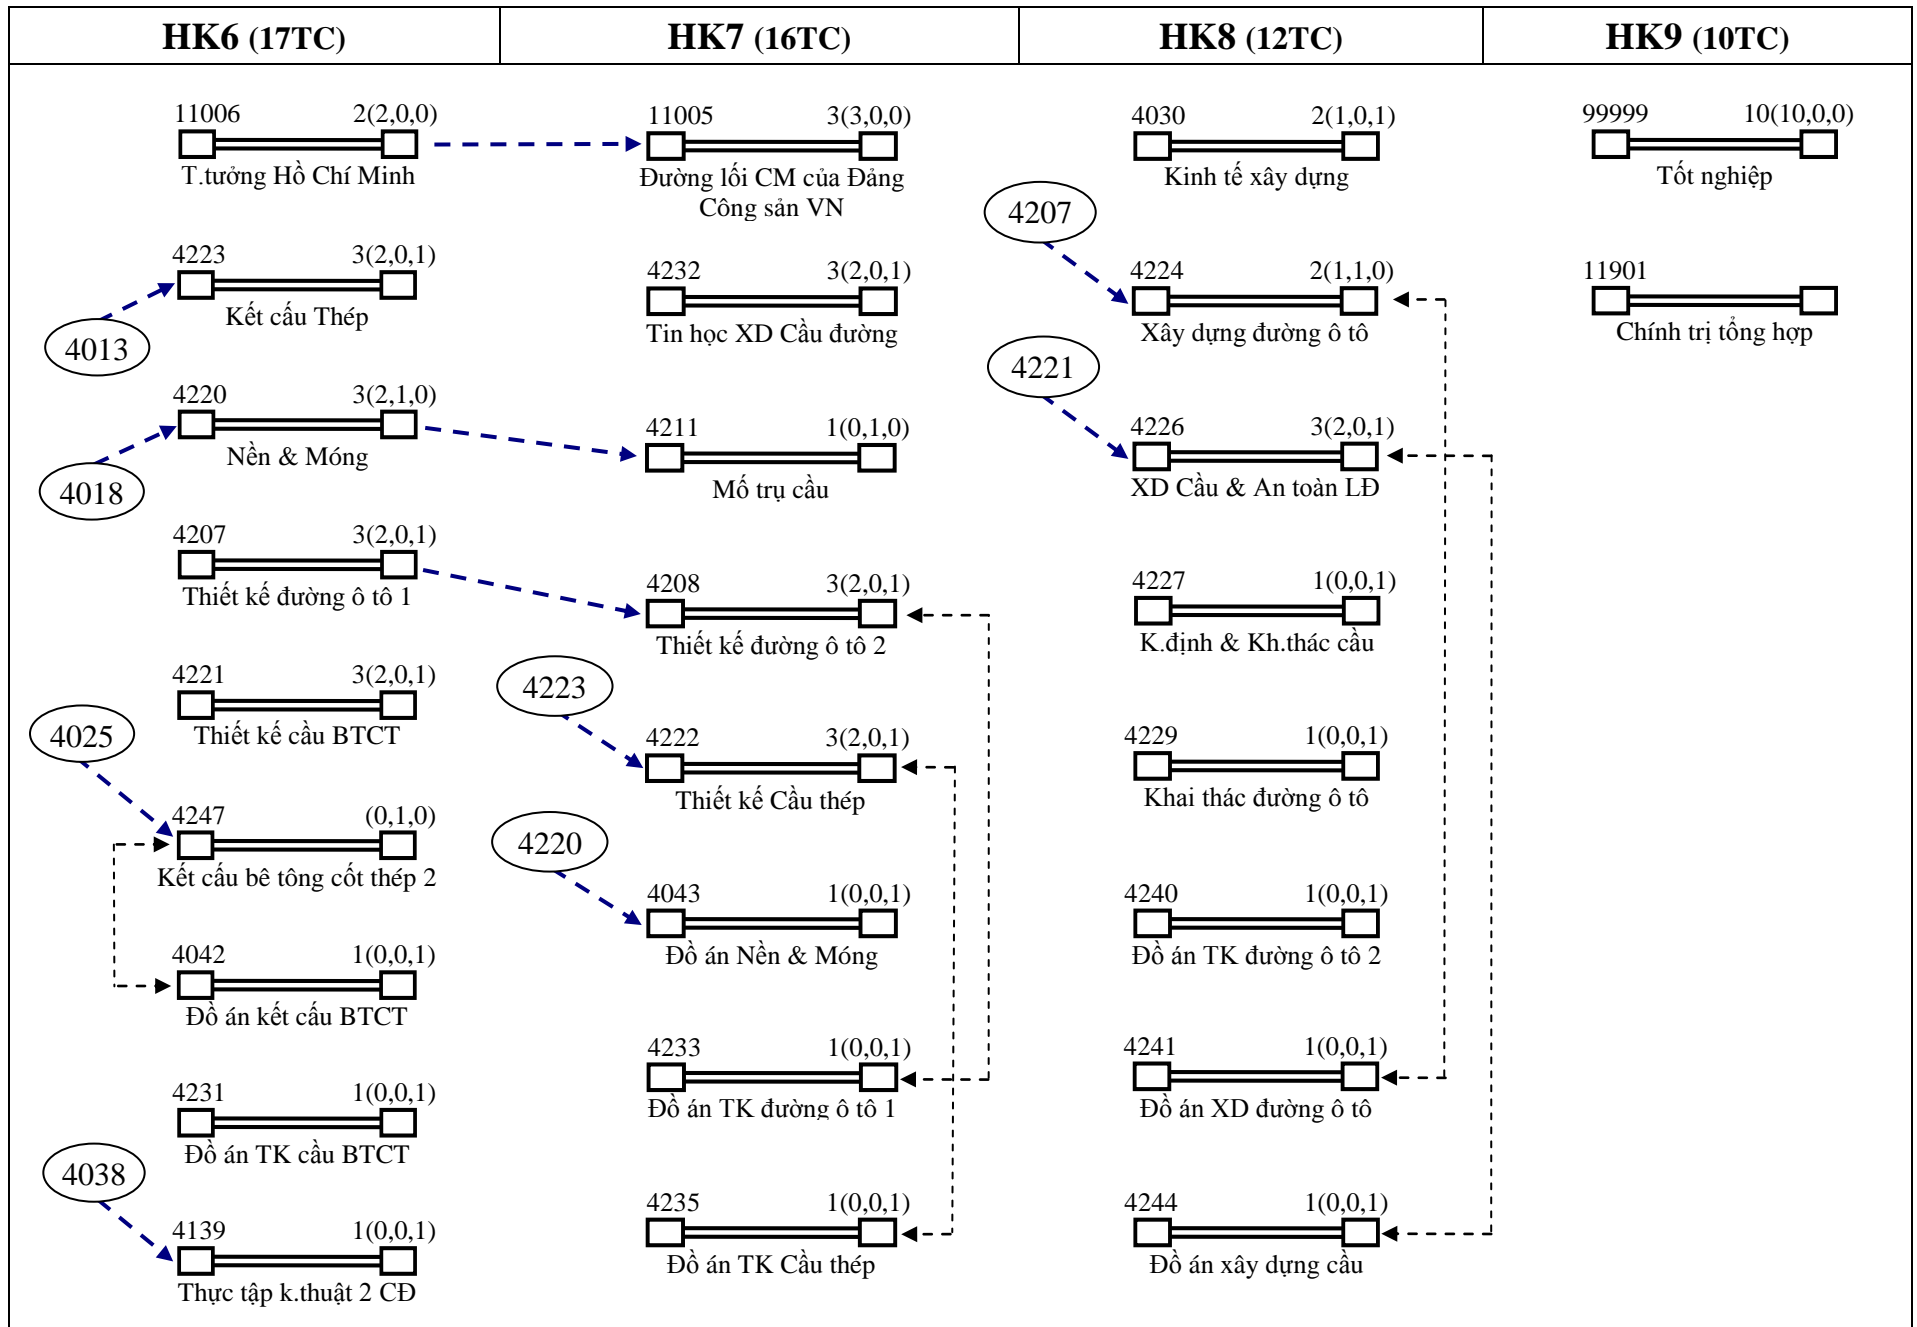 HK6 (17TC)
HK7 (16TC)
HK8 (12TC)
HK9 (10TC)
11006 2(2,0,0)
T.tưởng Hồ Chí Minh
4223 3(2,0,1)
Kết cấu Thép
4013
4220 3(2,1,0)
Nền & Móng
4018
4207 3(2,0,1)
Thiết kế đường ô tô 1
4221 3(2,0,1)
Thiết kế cầu BTCT
4025
4247 (0,1,0)
Kết cấu bê tông cốt thép 2
4042 1(0,0,1)
Đồ án kết cấu BTCT
4231 1(0,0,1)
Đồ án TK cầu BTCT
4038
4139 1(0,0,1)
Thực tập k.thuật 2 CĐ
11005 3(3,0,0)
Đường lối CM của Đảng
Công sản VN
4232 3(2,0,1)
Tin học XD Cầu đường
4211 1(0,1,0)
Mố trụ cầu
4208 3(2,0,1)
Thiết kế đường ô tô 2
4223
4222 3(2,0,1)
Thiết kế Cầu thép
4220
4043 1(0,0,1)
Đồ án Nền & Móng
4233 1(0,0,1)
Đồ án TK đường ô tô 1
4235 1(0,0,1)
Đồ án TK Cầu thép
4030 2(1,0,1)
Kinh tế xây dựng
4207
4224 2(1,1,0)
Xây dựng đường ô tô
4221
4226 3(2,0,1)
XD Cầu & An toàn LĐ
4227 1(0,0,1)
K.định & Kh.thác cầu
4229 1(0,0,1)
Khai thác đường ô tô
4240 1(0,0,1)
Đồ án TK đường ô tô 2
4241 1(0,0,1)
Đồ án XD đường ô tô
4244 1(0,0,1)
Đồ án xây dựng cầu
99999 10(10,0,0)
Tốt nghiệp
11901
Chính trị tổng hợp